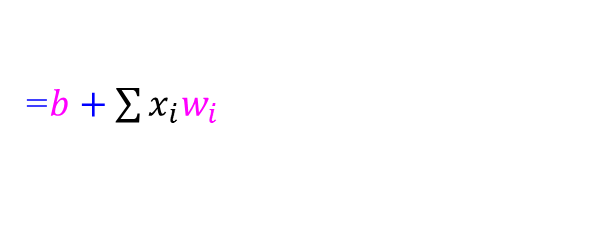 =b + ∑ xᵢwᵢ